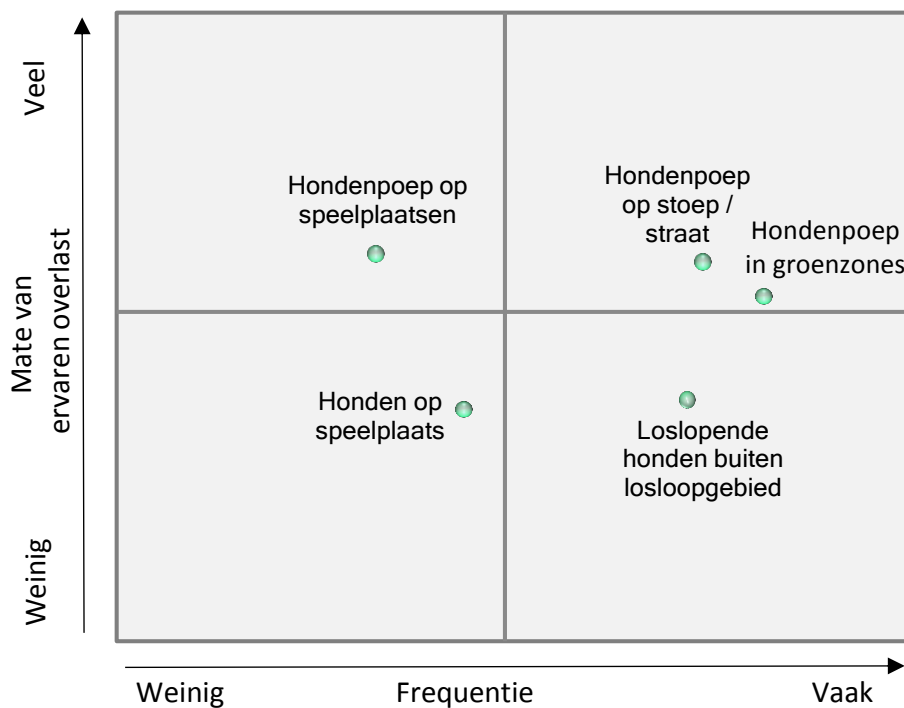 Veel
Mate van
ervaren overlast
Weinig
Hondenpoep op
speelplaatsen
Hondenpoep
op stoep /
straat
Hondenpoep
in groenzones
Honden op
speelplaats
Loslopende
honden buiten
losloopgebied
Weinig
Frequentie
Vaak